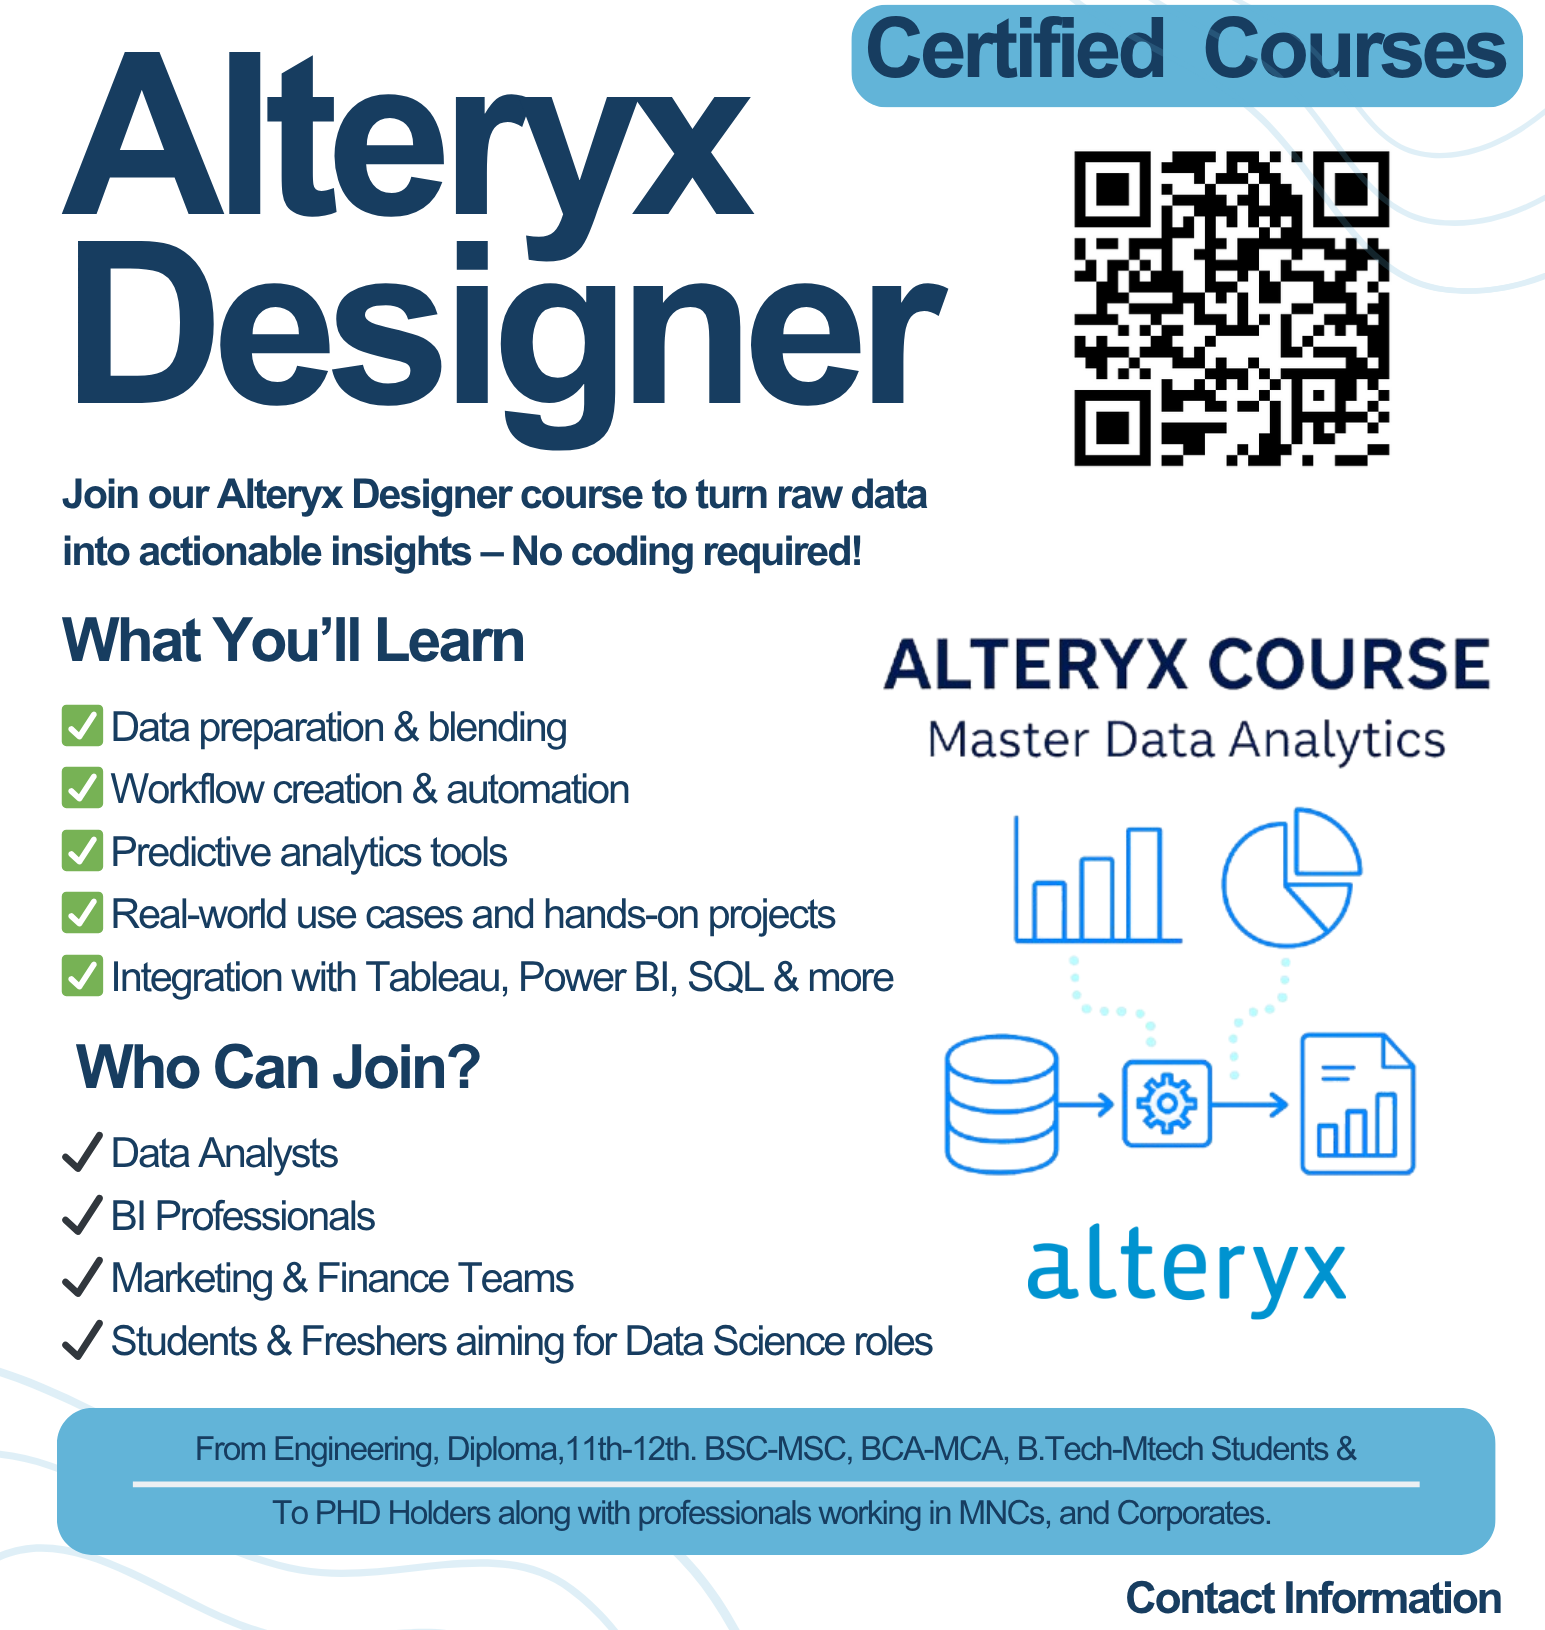 Certified Courses
Alteryx
Designer
Join our Alteryx Designer course to turn raw data
into actionable insights – No coding required!
What You’ll Learn
✅ Data preparation & blending
✅ Workflow creation & automation
✅ Predictive analytics tools
✅ Real-world use cases and hands-on projects
✅ Integration with Tableau, Power BI, SQL & more
ALTERYX COURSE
Master Data Analytics
alteryx
Who Can Join?
✔ Data Analysts
✔ BI Professionals
✔ Marketing & Finance Teams
✔ Students & Freshers aiming for Data Science roles
From Engineering, Diploma,11th-12th. BSC-MSC, BCA-MCA, B.Tech-Mtech Students &
To PHD Holders along with professionals working in MNCs, and Corporates.
Contact Information